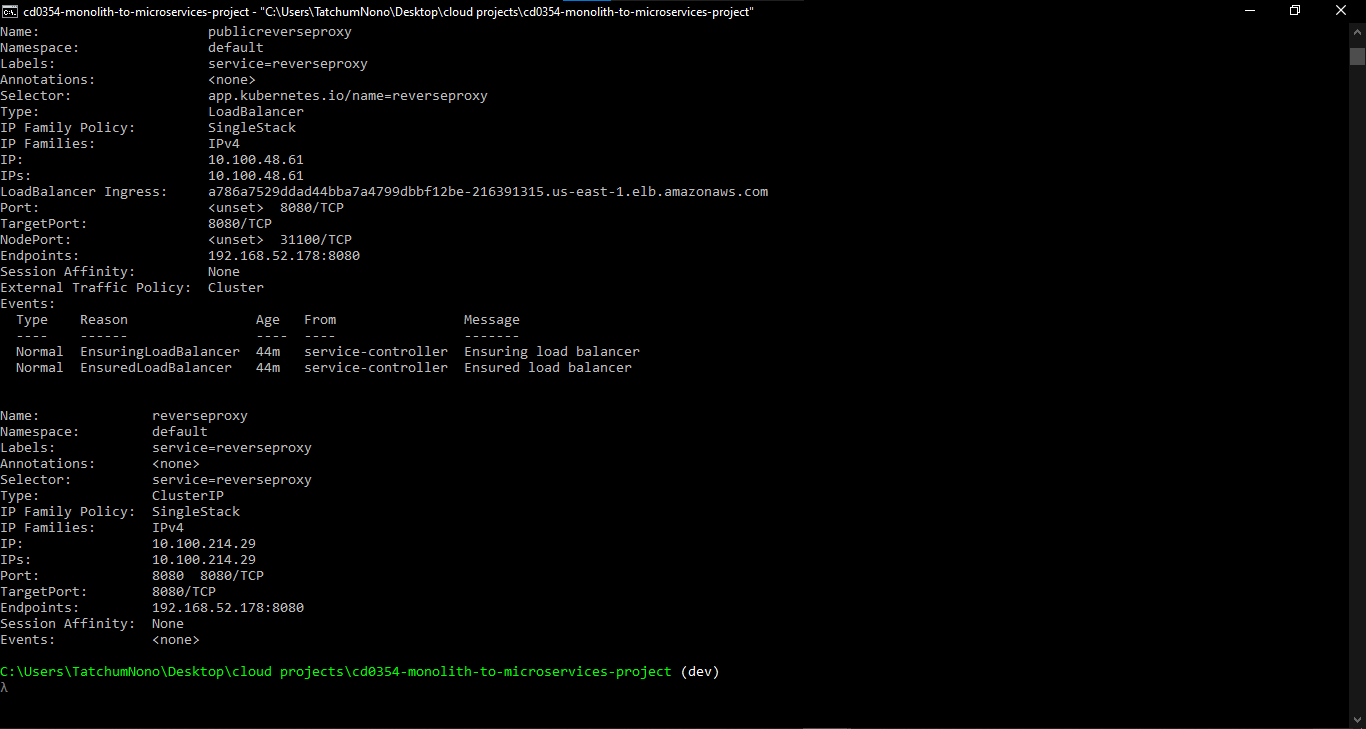 cd0354-monolith-to-microservices-project - "C:\Users\TatchumNono\Desktop\cloud projects\cd0354-monolith-to-microservices-project"
Name:                     publicreverseproxy
Namespace:                default
Labels:                   service=reverseproxy
Annotations:              <none>
Selector:                 app.kubernetes.io/name=reverseproxy
Type:                     LoadBalancer
IP Family Policy:         SingleStack
IP Families:              IPv4
IP:                       10.100.48.61
IPs:                      10.100.48.61
LoadBalancer Ingress:     a786a7529ddad44bba7a4799dbbf12be-216391315.us-east-1.elb.amazonaws.com
Port:                     <unset>  8080/TCP
TargetPort:               8080/TCP
NodePort:                 <unset>  31100/TCP
Endpoints:                192.168.52.178:8080
Session Affinity:         None
External Traffic Policy:  Cluster
Events:
  Type    Reason                Age   From                Message
  ----    ------                ----  ----                -------
  Normal  EnsuringLoadBalancer  44m   service-controller  Ensuring load balancer
  Normal  EnsuredLoadBalancer   44m   service-controller  Ensured load balancer
Name:              reverseproxy
Namespace:         default
Labels:            service=reverseproxy
Annotations:       <none>
Selector:          service=reverseproxy
Type:              ClusterIP
IP Family Policy:  SingleStack
IP Families:       IPv4
IP:                10.100.214.29
IPs:               10.100.214.29
Port:              8080  8080/TCP
TargetPort:        8080/TCP
Endpoints:         192.168.52.178:8080
Session Affinity:  None
Events:            <none>
C:\Users\TatchumNono\Desktop\cloud projects\cd0354-monolith-to-microservices-project (dev)
λ